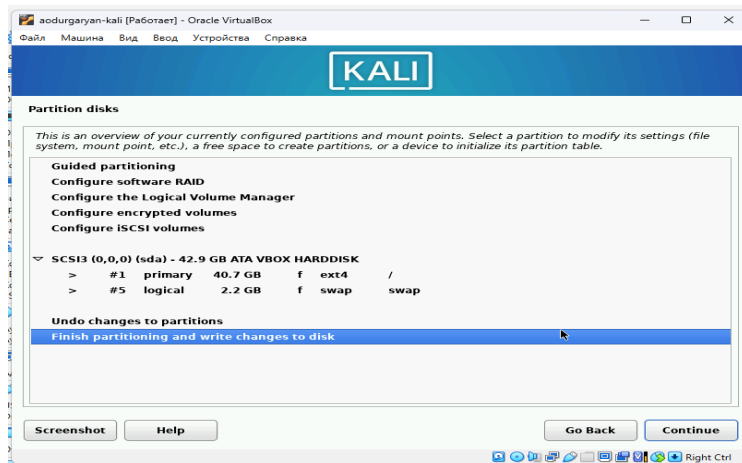 aodurgaryan-kali [Работает] - Oracle VirtualBox
Файл Машина Вид Ввод Устройства Справка
KALI
Partition disks
This is an overview of your currently configured partitions and mount points. Select a partition to modify its settings (file
system, mount point, etc.), a free space to create partitions, or a device to initialize its partition table.
Guided partitioning
Configure software RAID
Configure the Logical Volume Manager
Configure encrypted volumes
Configure iSCSI volumes
SCSI3 (0,0,0) (sda) - 42.9 GB ATA VBOX HARDDISK
> #1 primary 40.7 GB f ext4 /
> #5 logical 2.2 GB f swap swap
Undo changes to partitions
Finish partitioning and write changes to disk
Screenshot Help Go Back Continue
Right Ctrl